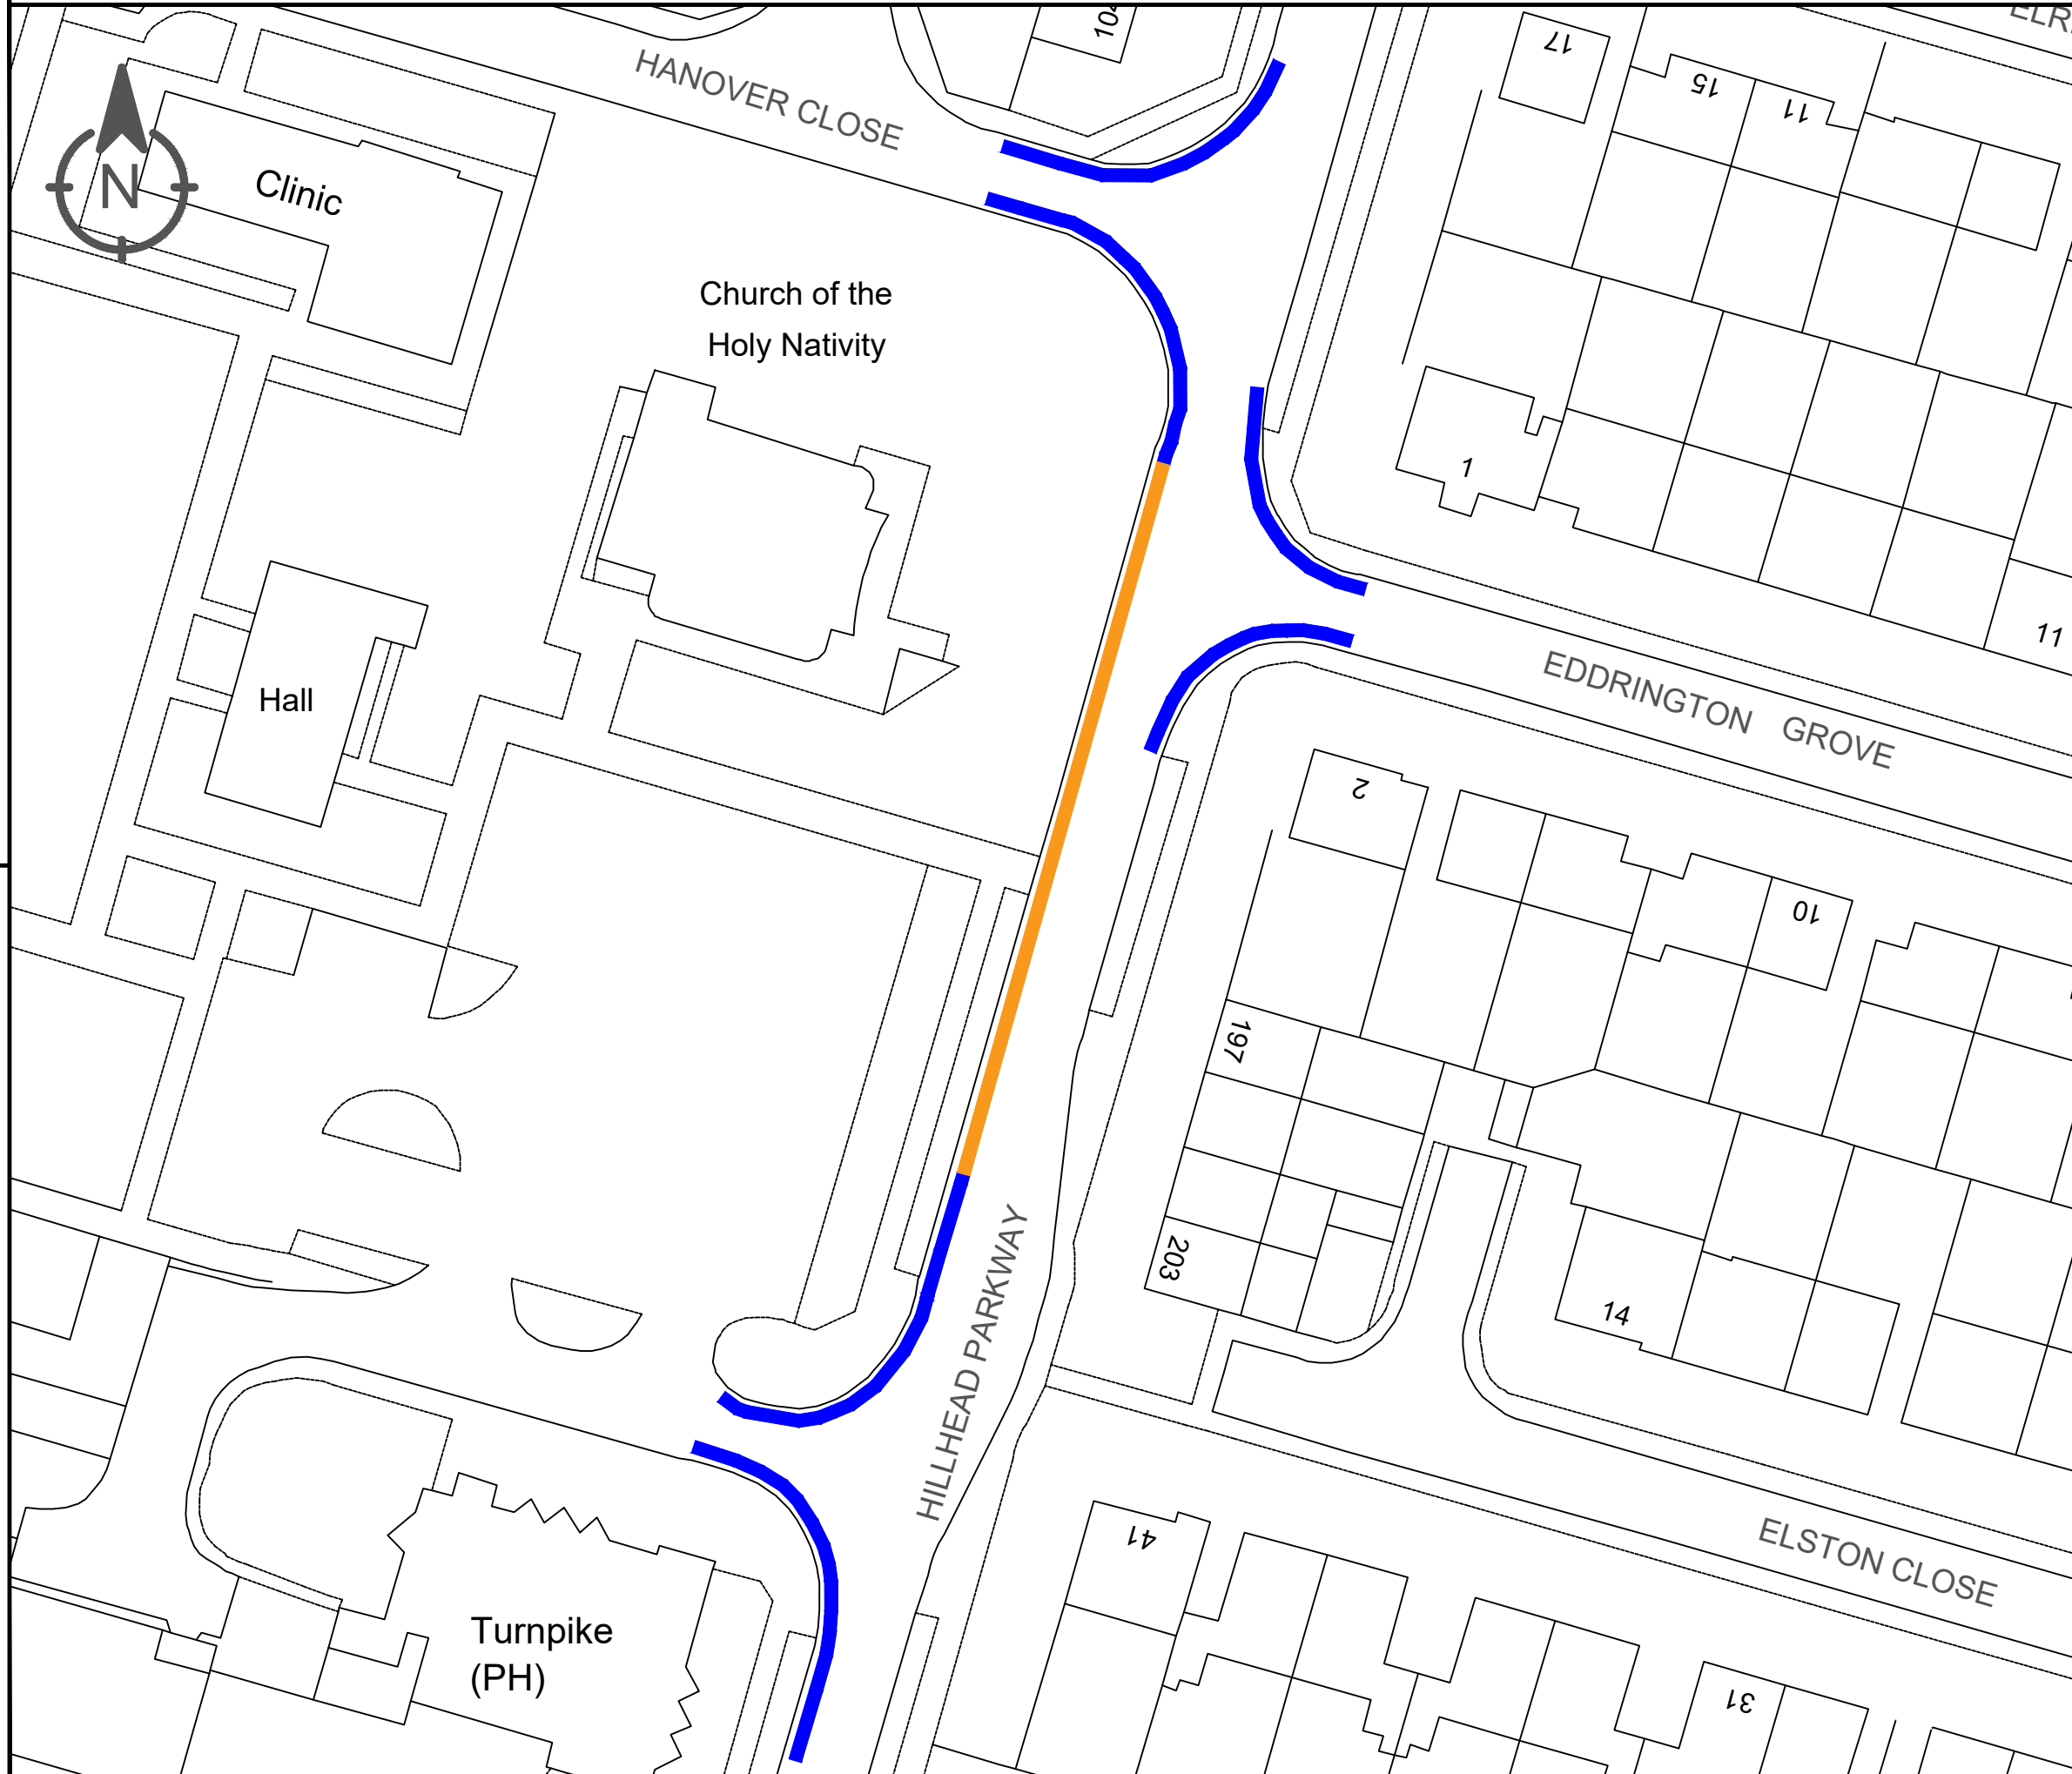 104
17
15
11
HANOVER CLOSE
N
Clinic
Church of the
Holy Nativity
1
11
EDDRINGTON GROVE
Hall
2
10
197
203
HILLHEAD PARKWAY
14
41
ELSTON CLOSE
Turnpike
(PH)
31